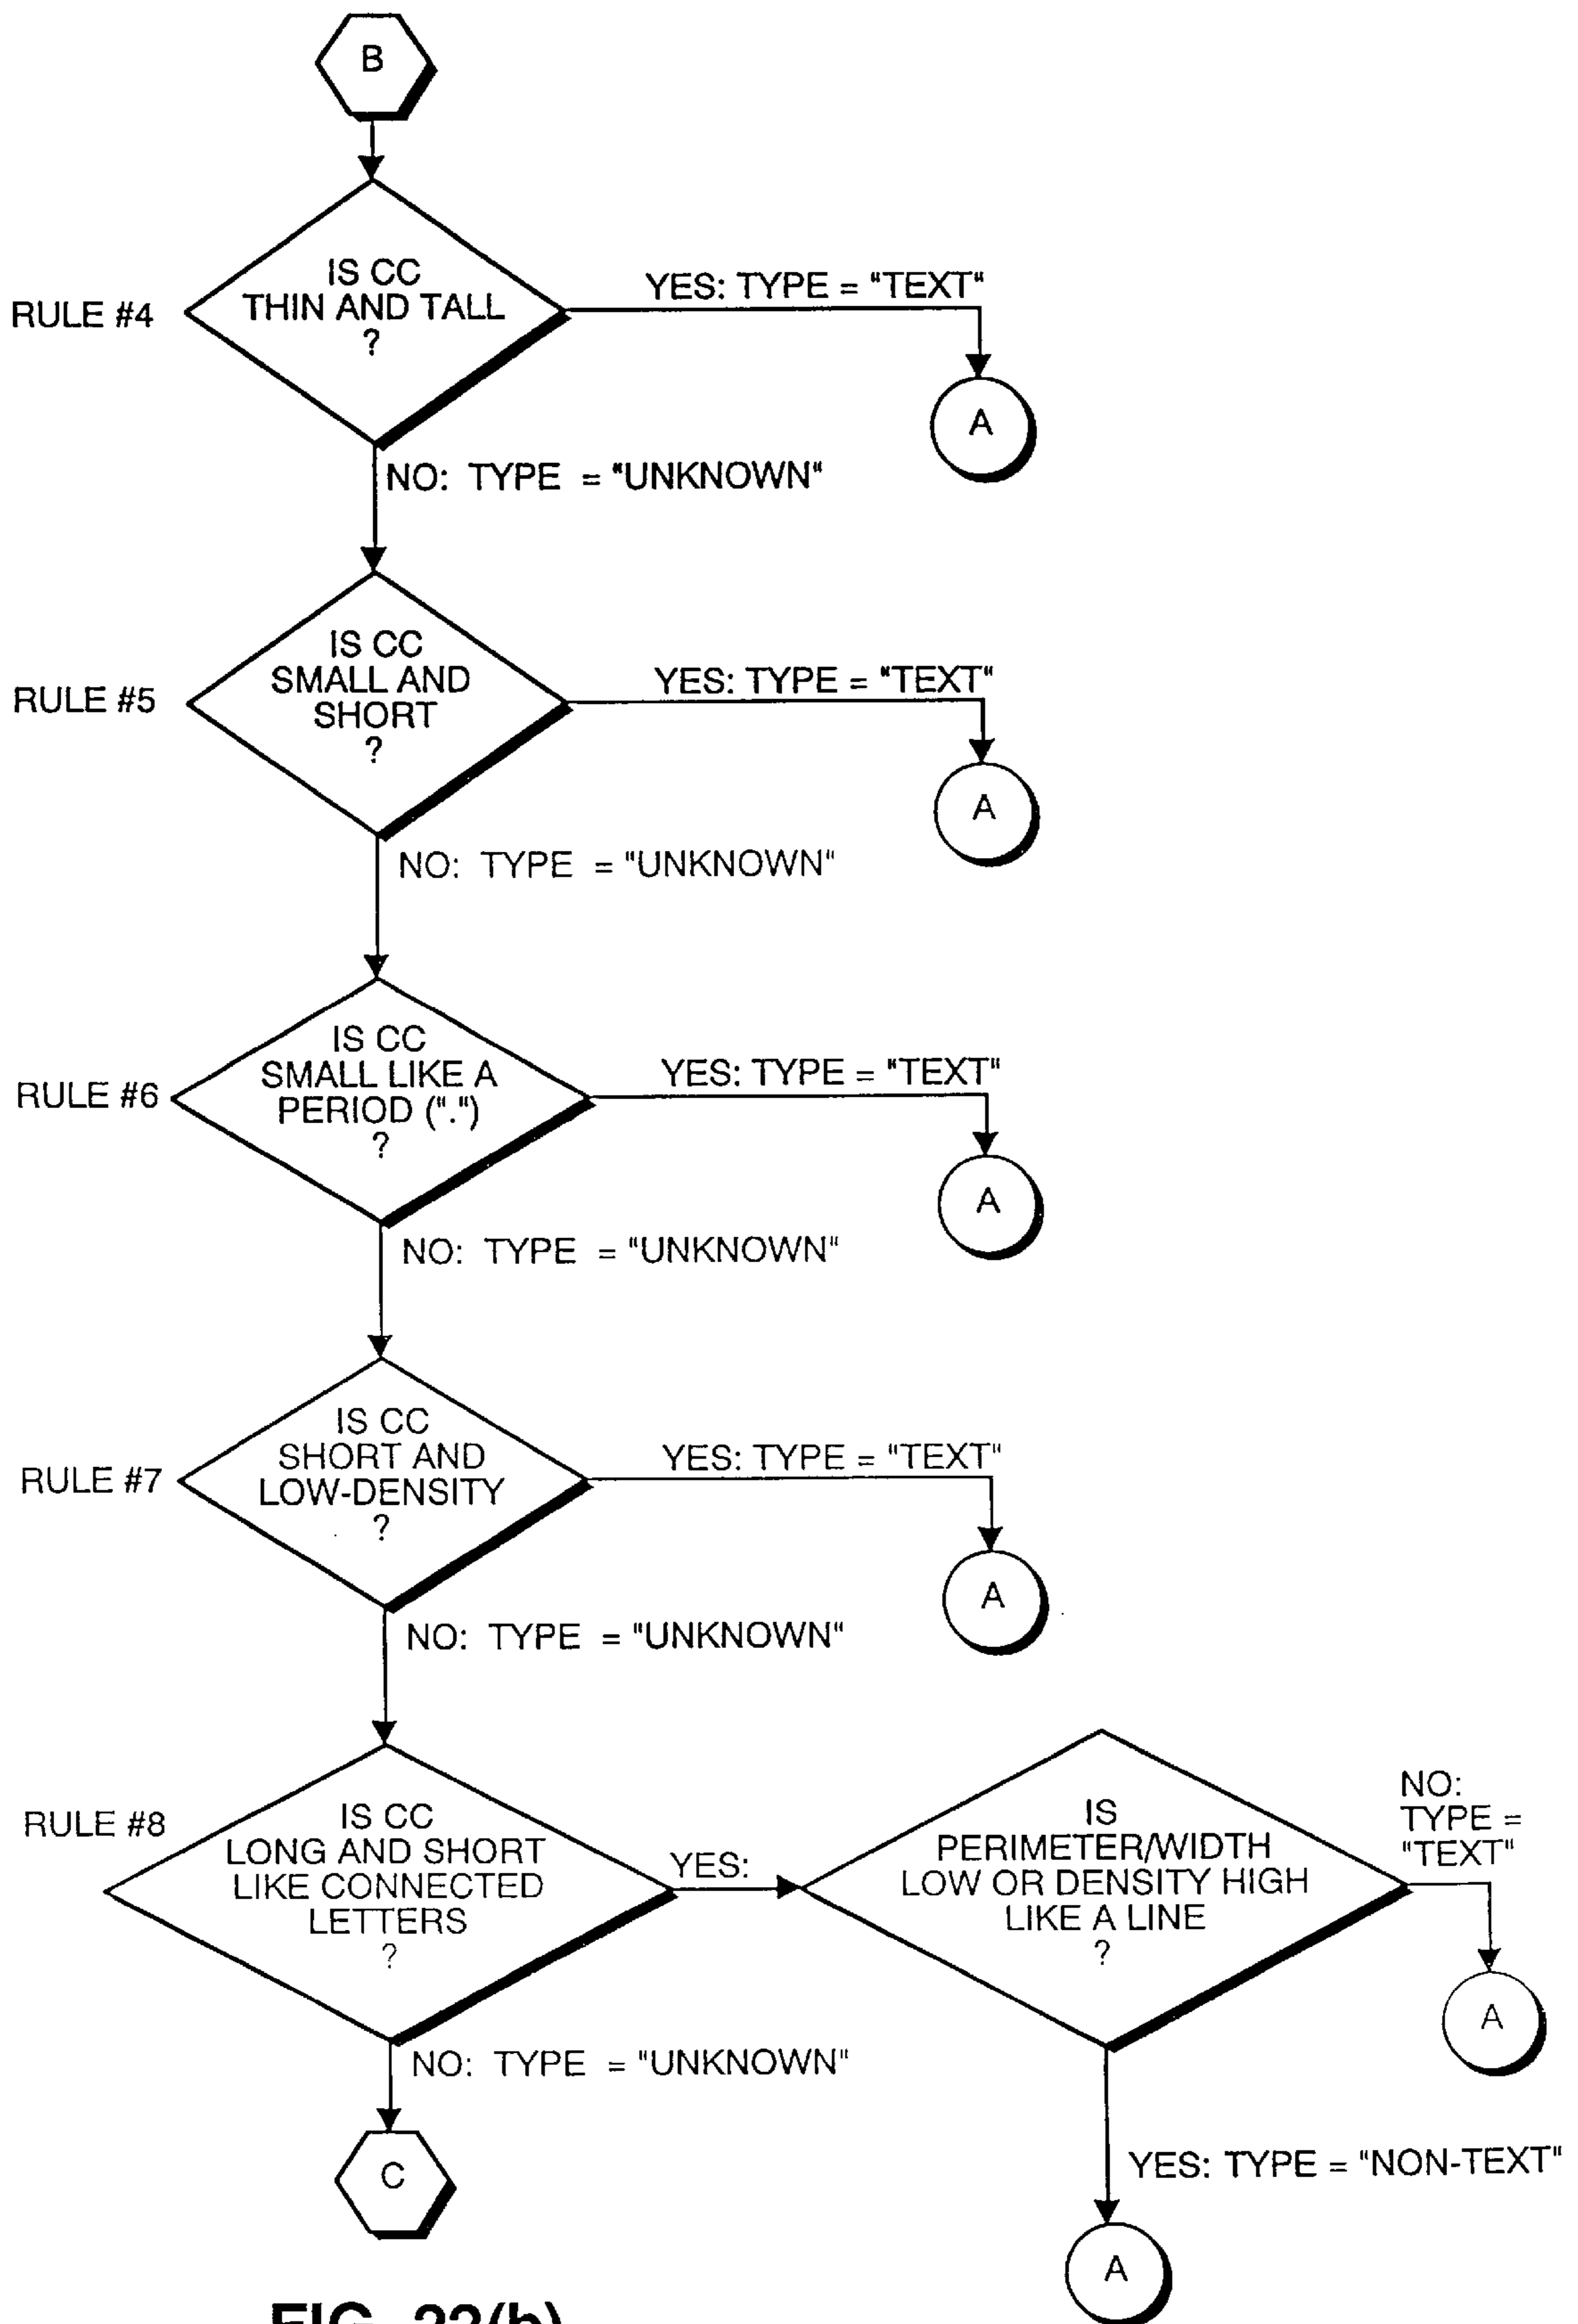 B
IS CC
THIN AND TALL
?
RULE #4
YES: TYPE = "TEXT"
A
NO: TYPE = "UNKNOWN"
IS CC
SMALL AND
SHORT
?
RULE #5
YES: TYPE = "TEXT"
A
NO: TYPE = "UNKNOWN"
IS CC
SMALL LIKE A
PERIOD (".")
?
RULE #6
YES: TYPE = "TEXT"
A
NO: TYPE = "UNKNOWN"
IS CC
SHORT AND
LOW-DENSITY
?
RULE #7
YES: TYPE = "TEXT"
A
NO: TYPE = "UNKNOWN"
RULE #8
IS CC
LONG AND SHORT
LIKE CONNECTED
LETTERS
?
YES:
IS
PERIMETER/WIDTH
LOW OR DENSITY HIGH
LIKE A LINE
?
NO:
TYPE =
"TEXT"
A
NO: TYPE = "UNKNOWN"
C
YES: TYPE = "NON-TEXT"
A
FIG. 22(b)